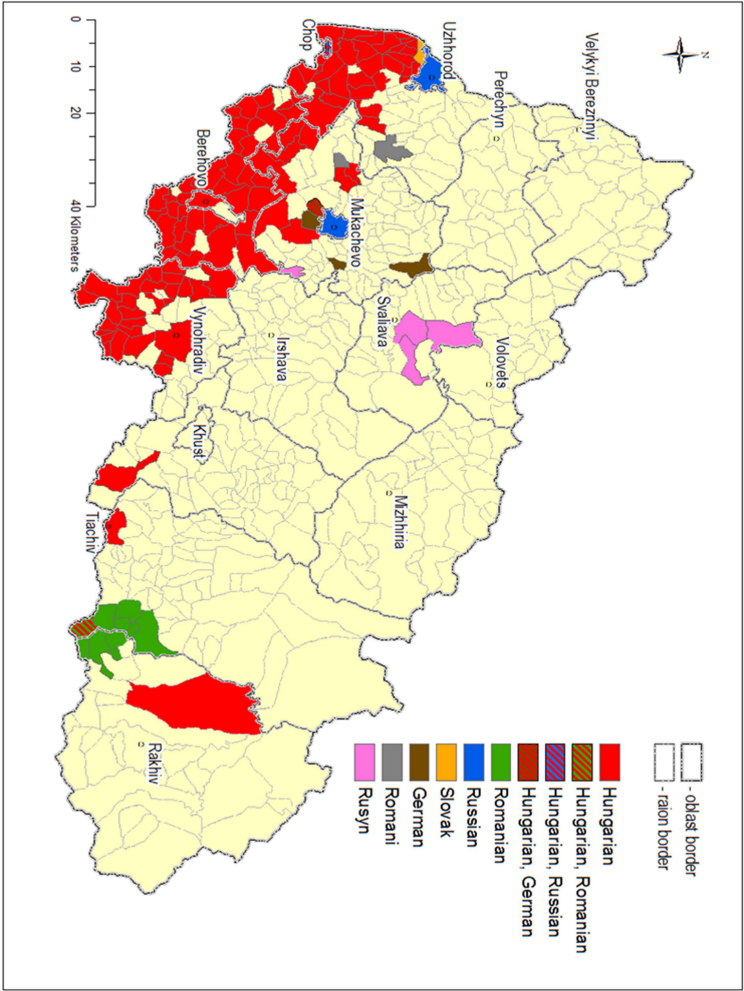 N
Velykyi Bereznnyi
Perechyn
Uzhhorod
Chop
Volovets
Svaliava
Mukachevo
Berehovo
Mizhhiria
Irshava
Vynohradiv
Khust
Tiachiv
Rakhiv
0
10
20
40 Kilometers
- oblast border
- raion border
Hungarian
Hungarian, Romanian
Hungarian, Russian
Hungarian, German
Romanian
Russian
Slovak
German
Romani
Rusyn